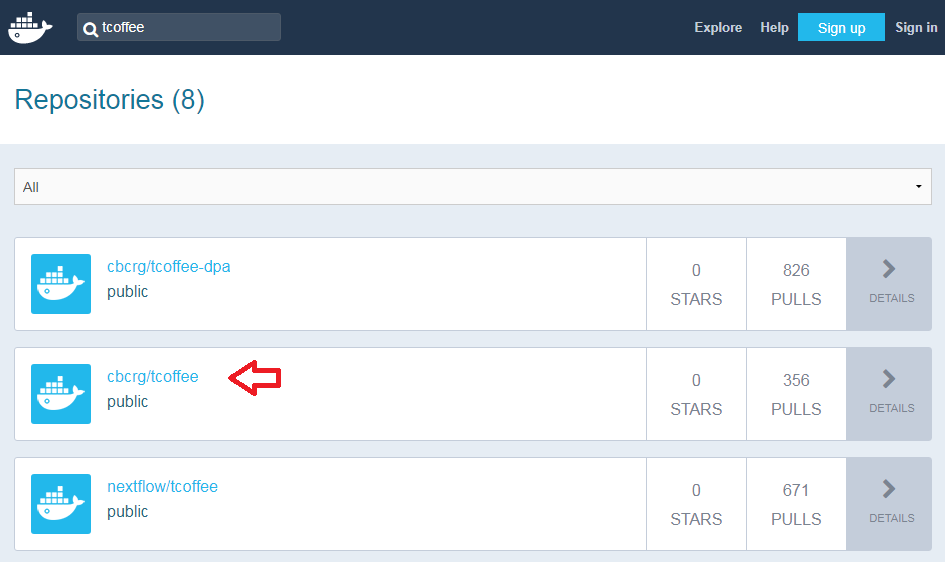 tcoffee
Explore Help Sign up Sign in
Repositories (8)
All
cbcrg/tcoffee-dpa
public
0
STARS
826
PULLS
DETAILS
cbcrg/tcoffee
public
0
STARS
356
PULLS
DETAILS
nextflow/tcoffee
public
0
STARS
671
PULLS
DETAILS